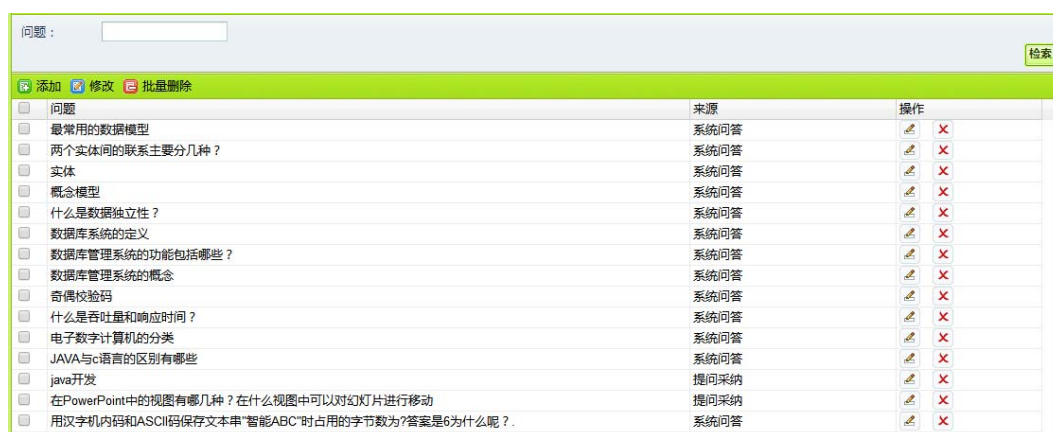 问题：
检索
添加 修改 批量删除
问题 来源 操作
最常用的数据模型 系统问答
两个实体间的联系主要分几种？ 系统问答
实体 系统问答
概念模型 系统问答
什么是数据独立性？ 系统问答
数据库系统的定义 系统问答
数据库管理系统的功能包括哪些？ 系统问答
数据库管理系统的概念 系统问答
奇偶校验码 系统问答
什么是吞吐量和响应时间？ 系统问答
电子数字计算机的分类 系统问答
JAVA与c语言的区别有哪些 系统问答
java开发 提问采纳
在PowerPoint中的视图有哪几种？在什么视图中可以对幻灯片进行移动 提问采纳
用汉字机内码和ASCII码保存文本串"智能ABC"时占用的字节数为?答案是6为什么呢？. 系统问答